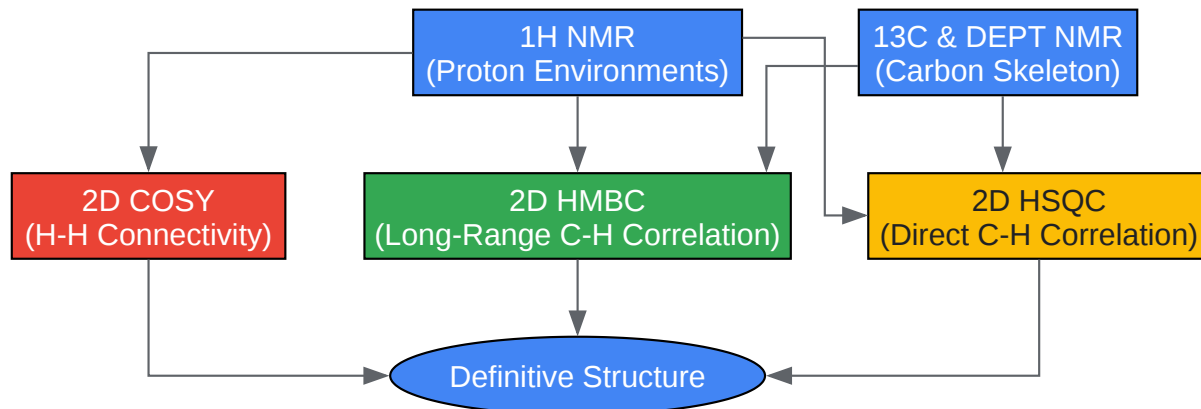 1H NMR
(Proton Environments)
13C & DEPT NMR
(Carbon Skeleton)
2D COSY
(H-H Connectivity)
2D HMBC
(Long-Range C-H Correlation)
2D HSQC
(Direct C-H Correlation)
Definitive Structure